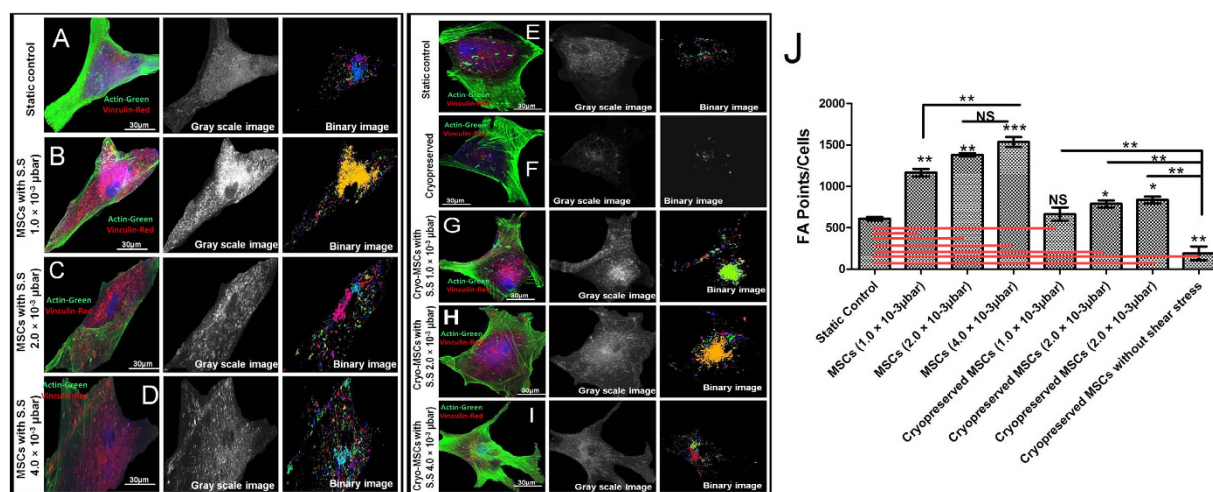 A
Static control
Actin-Green
Vinculin-Red
30µm
Gray scale image
Binary image
B
MSCs with S.S
1.0 × 10⁻³ µbar)
Actin-Green
Vinculin-Red
30µm
Gray scale image
Binary image
C
MSCs with S.S
2.0 × 10⁻³ µbar)
Actin-Green
Vinculin-Red
30µm
Gray scale image
Binary image
D
MSCs with S.S
4.0 × 10⁻³ µbar)
Actin-Green
Vinculin-Red
30µm
Gray scale image
Binary image
E
Static control
Actin-Green
Vinculin-Red
30µm
Gray scale image
Binary image
F
Cryopreserved
Actin-Green
Vinculin-Red
30µm
Gray scale image
Binary image
G
Cryo-MSCs with
S.S 1.0 × 10⁻³ µbar)
Vinculin-Red
Actin-Green
30µm
Gray scale image
Binary image
H
Cryo-MSCs with
S.S 2.0 × 10⁻³ µbar)
Actin-Green
Vinculin-Red
30µm
Gray scale image
Binary image
I
Cryo-MSCs with
S.S 4.0 × 10⁻³ µbar)
Actin-Green
Vinculin-Red
30µm
Gray scale image
Binary image
J
FA Points/Cells
2000
1500
1000
500
0
**
NS
**
**
***
NS
*
*
**
**
**
**
Static Control
MSCs (1.0 × 10-3µbar)
MSCs (2.0 × 10-3µbar)
MSCs (4.0 × 10-3µbar)
Cryopreserved MSCs (1.0 × 10-3µbar)
Cryopreserved MSCs (2.0 × 10-3µbar)
Cryopreserved MSCs (2.0 × 10-3µbar)
Cryopreserved MSCs without shear stress